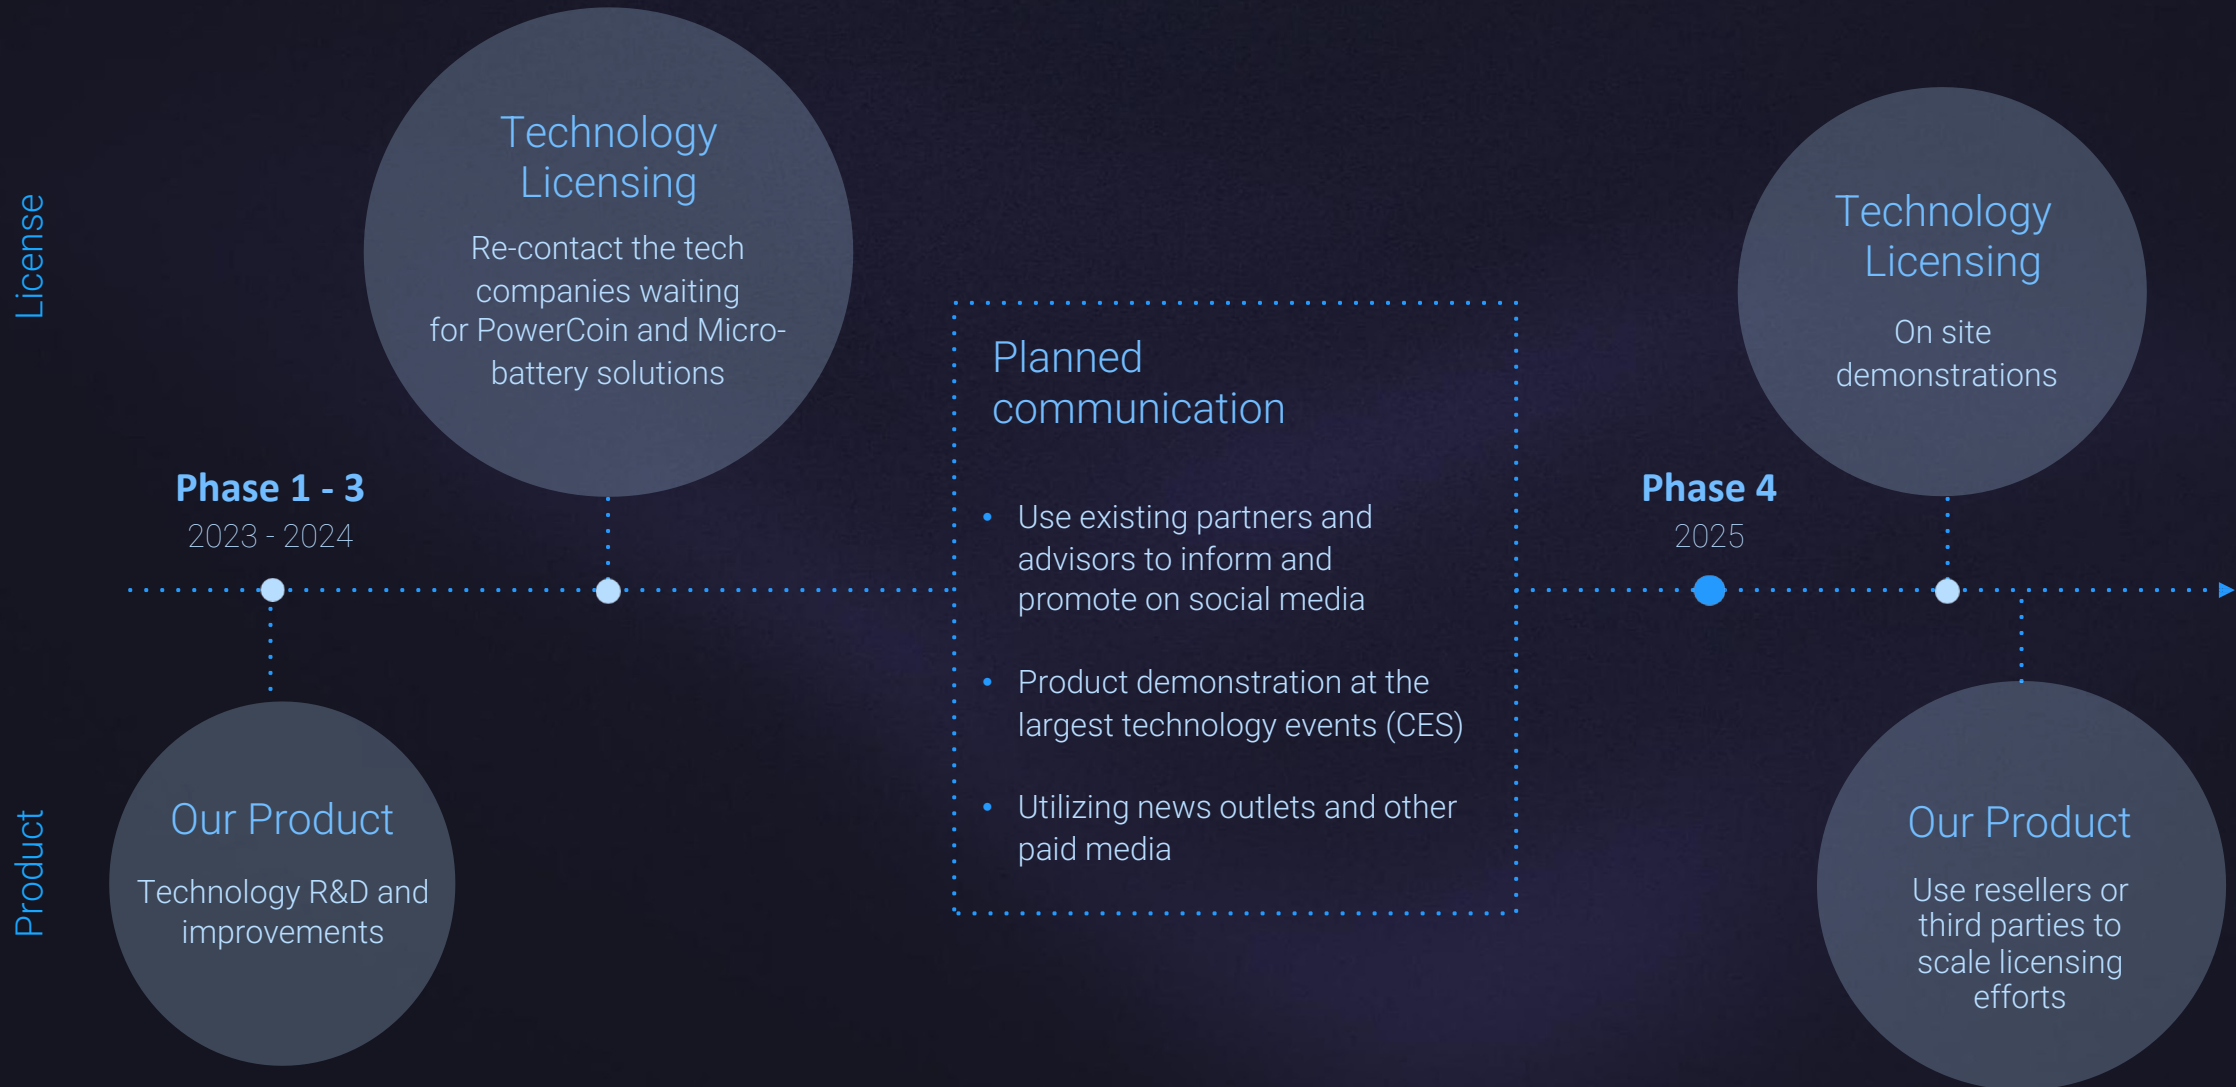 License
Technology
Licensing
Re-contact the tech
companies waiting
for PowerCoin and Micro-
battery solutions
Phase 1 - 3
2023 - 2024
Product
Our Product
Technology R&D and
improvements
Planned
communication
• Use existing partners and
advisors to inform and
promote on social media
• Product demonstration at the
largest technology events (CES)
• Utilizing news outlets and other
paid media
Phase 4
2025
Technology
Licensing
On site
demonstrations
Our Product
Use resellers or
third parties to
scale licensing
efforts